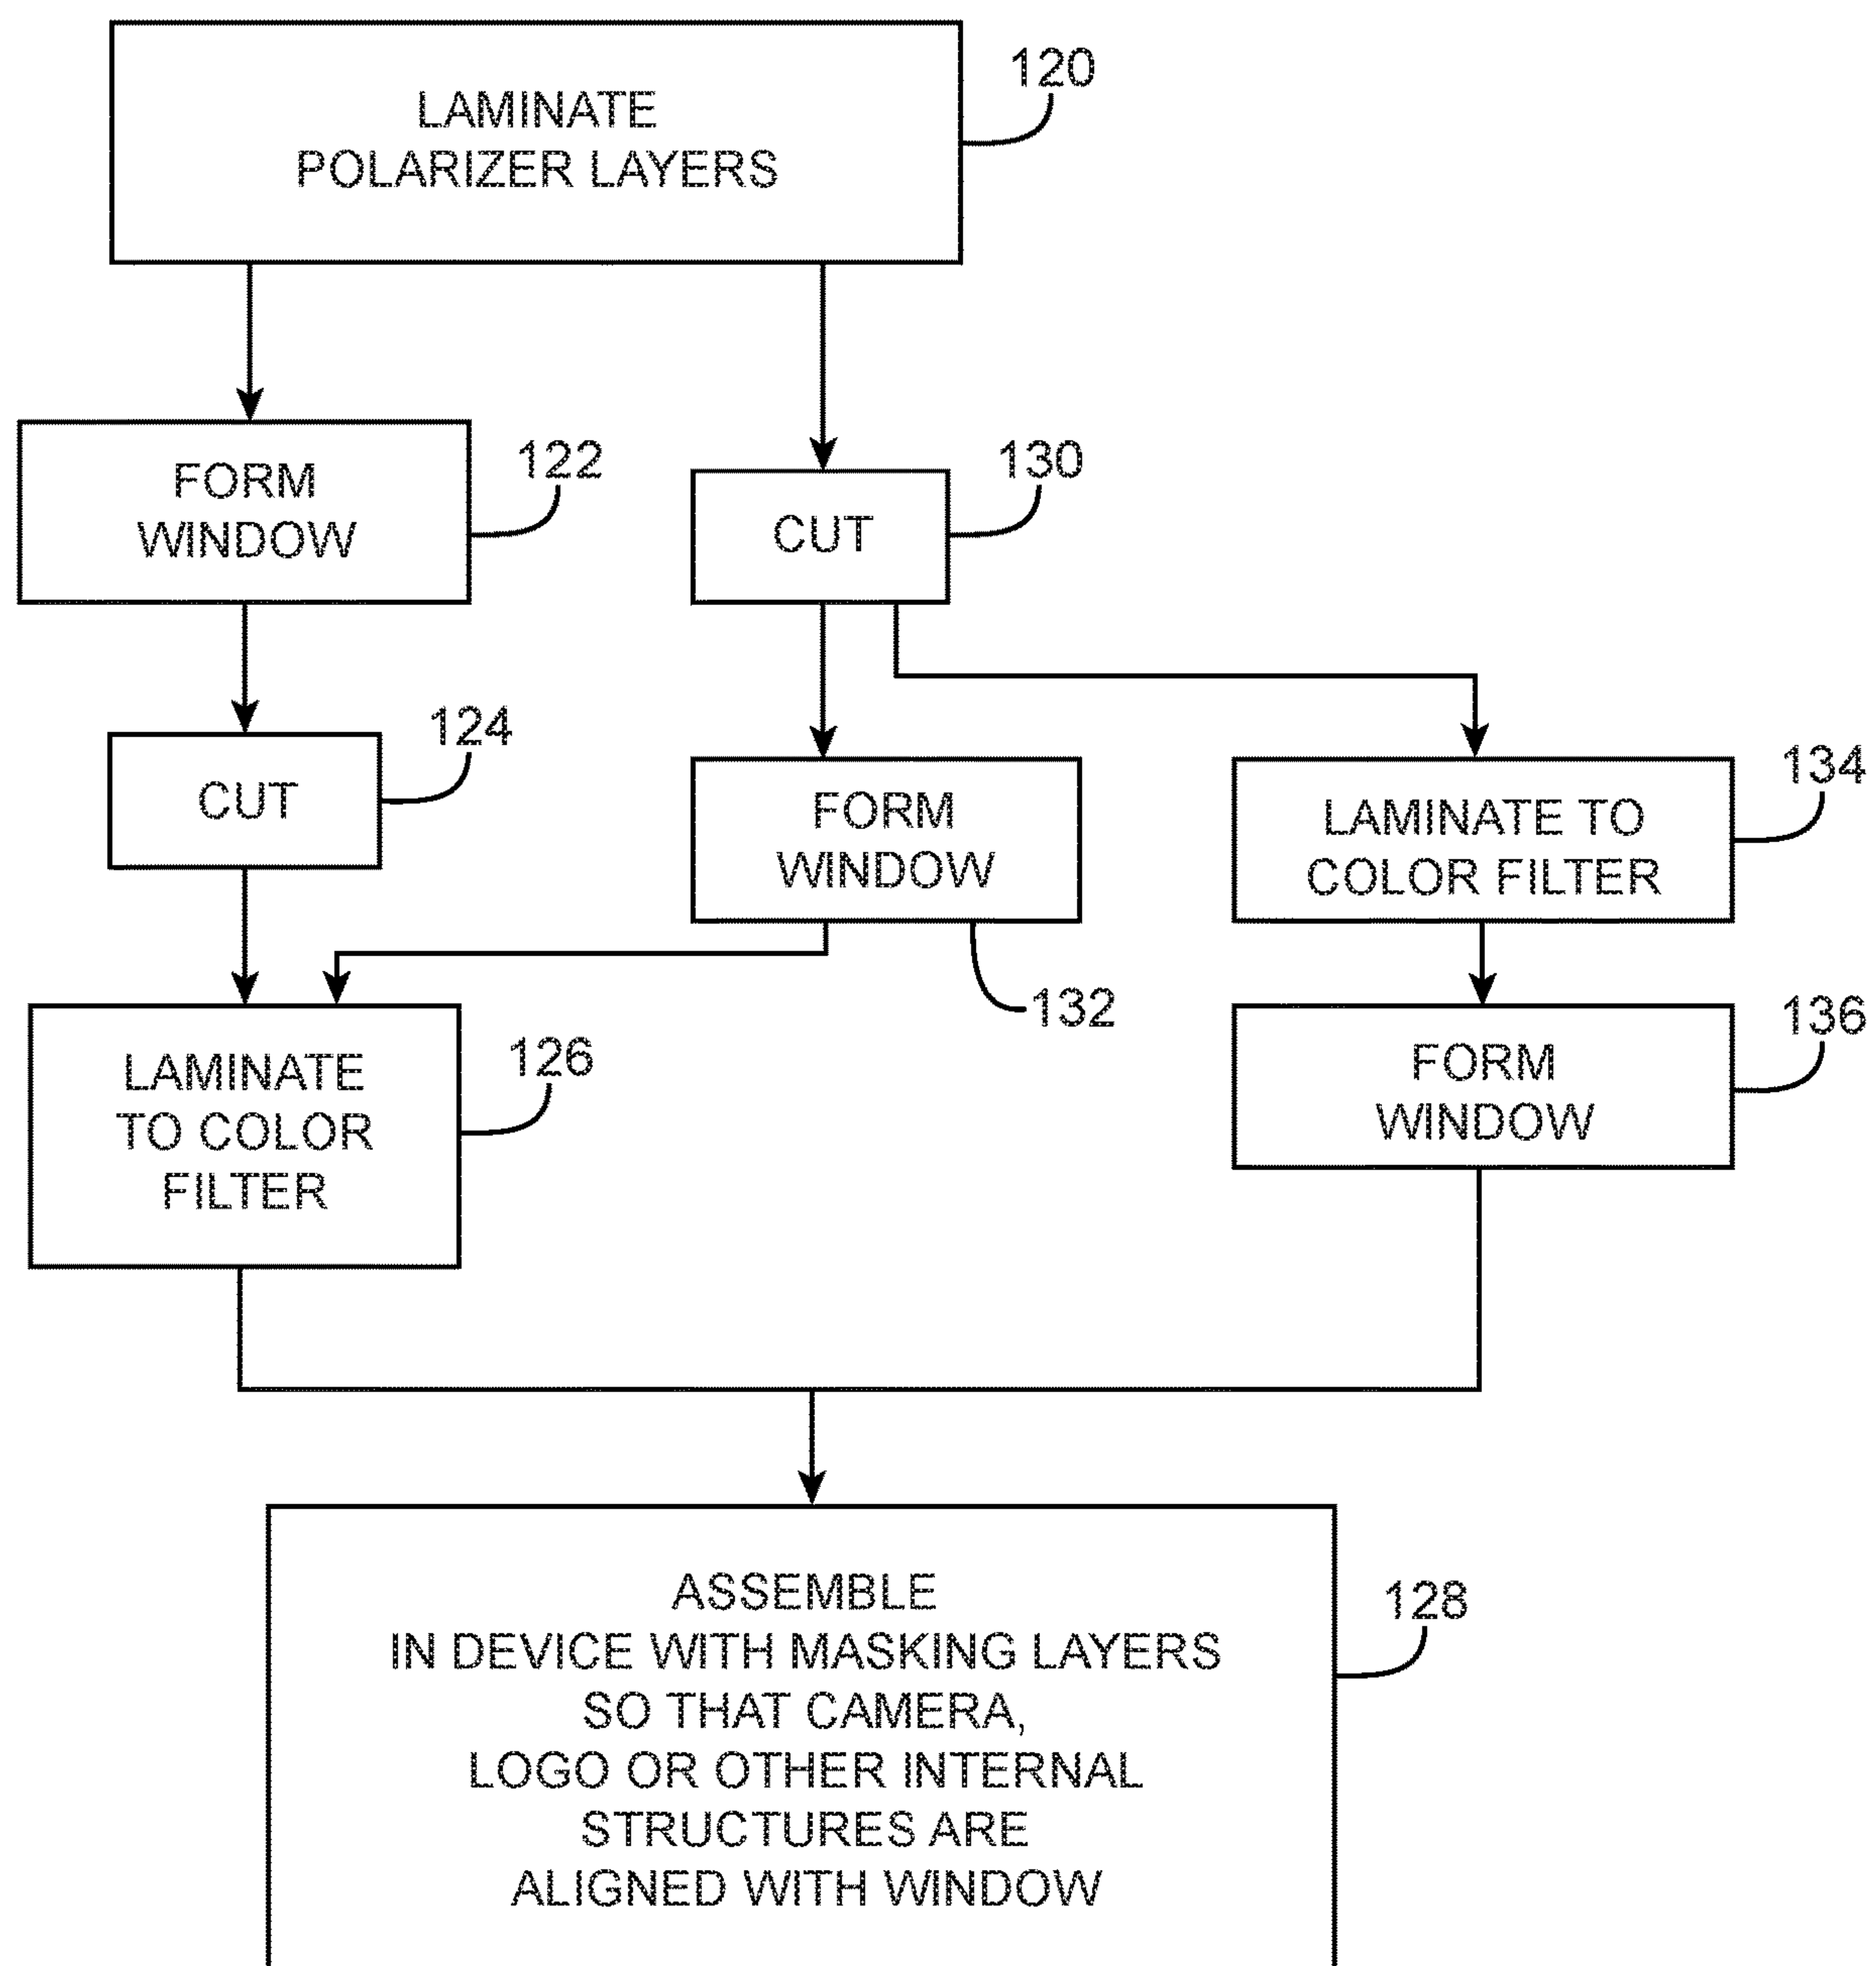 LAMINATE
POLARIZER LAYERS
120
FORM
WINDOW
122
CUT
130
CUT
124
FORM
WINDOW
132
LAMINATE TO
COLOR FILTER
134
LAMINATE
TO COLOR
FILTER
126
FORM
WINDOW
136
ASSEMBLE
IN DEVICE WITH MASKING LAYERS
SO THAT CAMERA,
LOGO OR OTHER INTERNAL
STRUCTURES ARE
ALIGNED WITH WINDOW
128